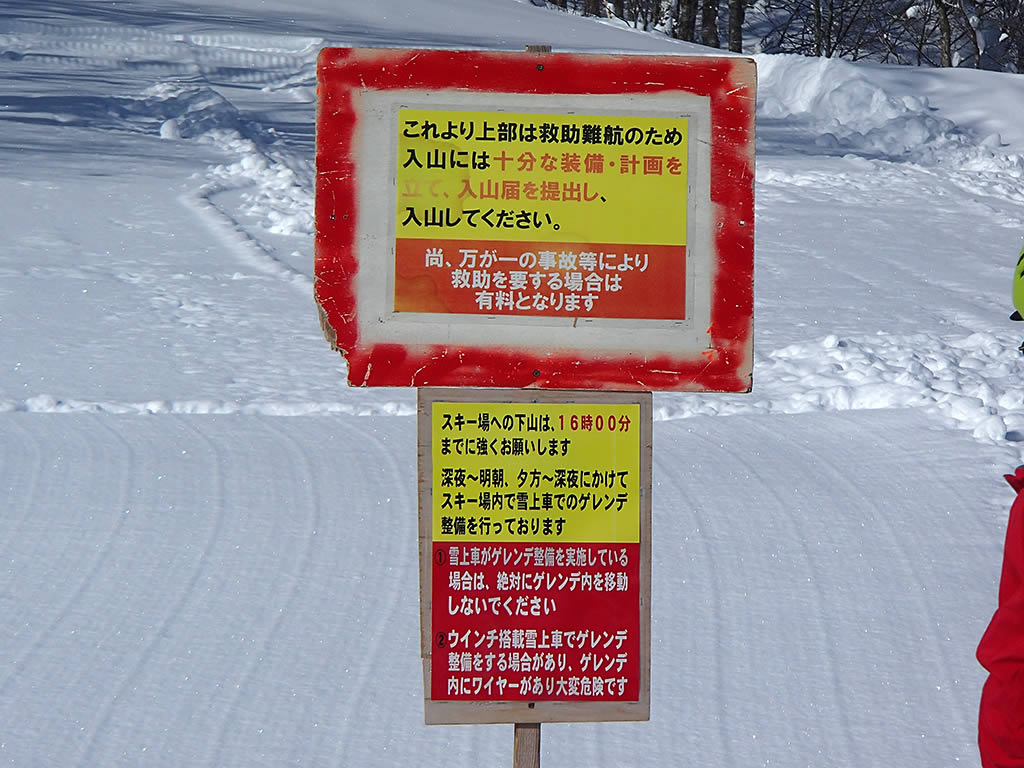 これより上部は救助難航のため
入山には十分な装備・計画を
立て、入山届を提出し、
入山してください。
尚、万が一の事故等により
救助を要する場合は
有料となります
スキー場への下山は、16時00分
までに強くお願いします
深夜～明朝、夕方～深夜にかけて
スキー場内で雪上車でのゲレンデ
整備を行っております
①雪上車がゲレンデ整備を実施している
場合は、絶対にゲレンデ内を移動
しないでください
②ウインチ搭載雪上車でゲレンデ
整備をする場合があり、ゲレンデ
内にワイヤーがあり大変危険です